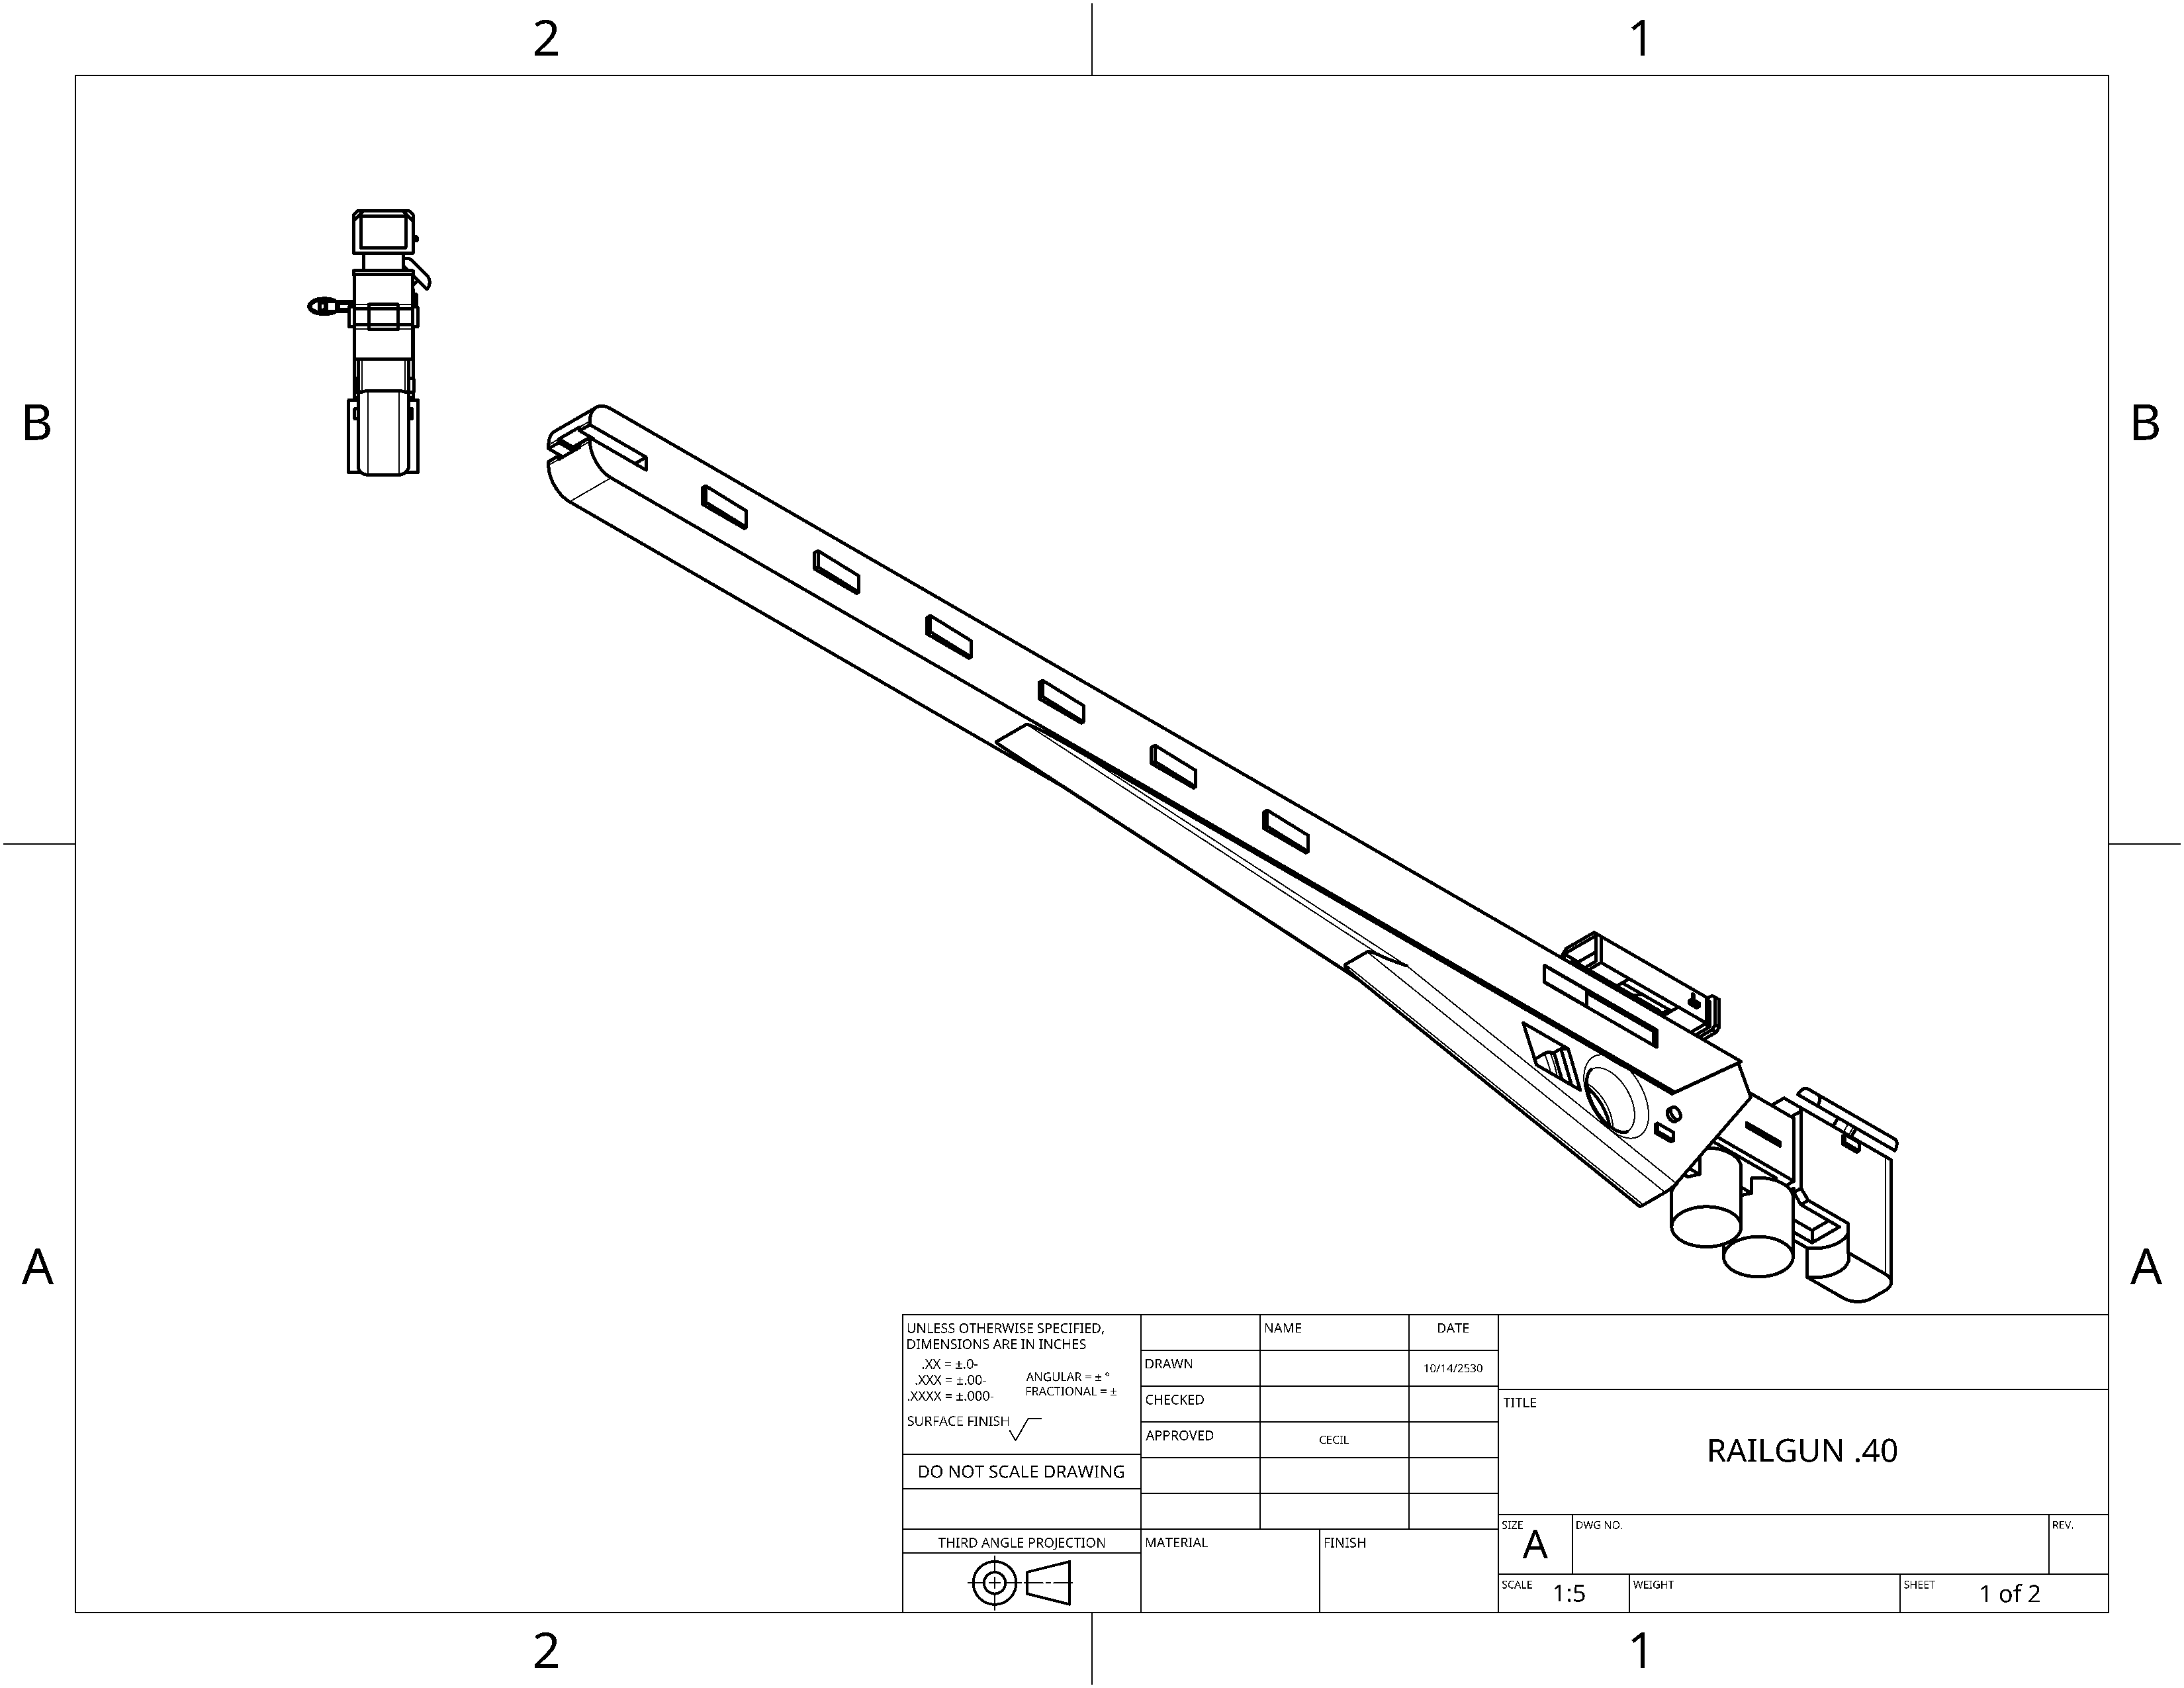 2 1
B B
A A
UNLESS OTHERWISE SPECIFIED,
DIMENSIONS ARE IN INCHES
.XX = ±.0-
.XXX = ±.00-
.XXXX = ±.000-
ANGULAR = ± °
FRACTIONAL = ±
SURFACE FINISH
DO NOT SCALE DRAWING
THIRD ANGLE PROJECTION
NAME DATE
DRAWN 10/14/2530
CHECKED
APPROVED CECIL
MATERIAL FINISH
TITLE
RAILGUN .40
SIZE
A
DWG NO.
REV.
SCALE 1:5
WEIGHT
SHEET 1 of 2
2 1